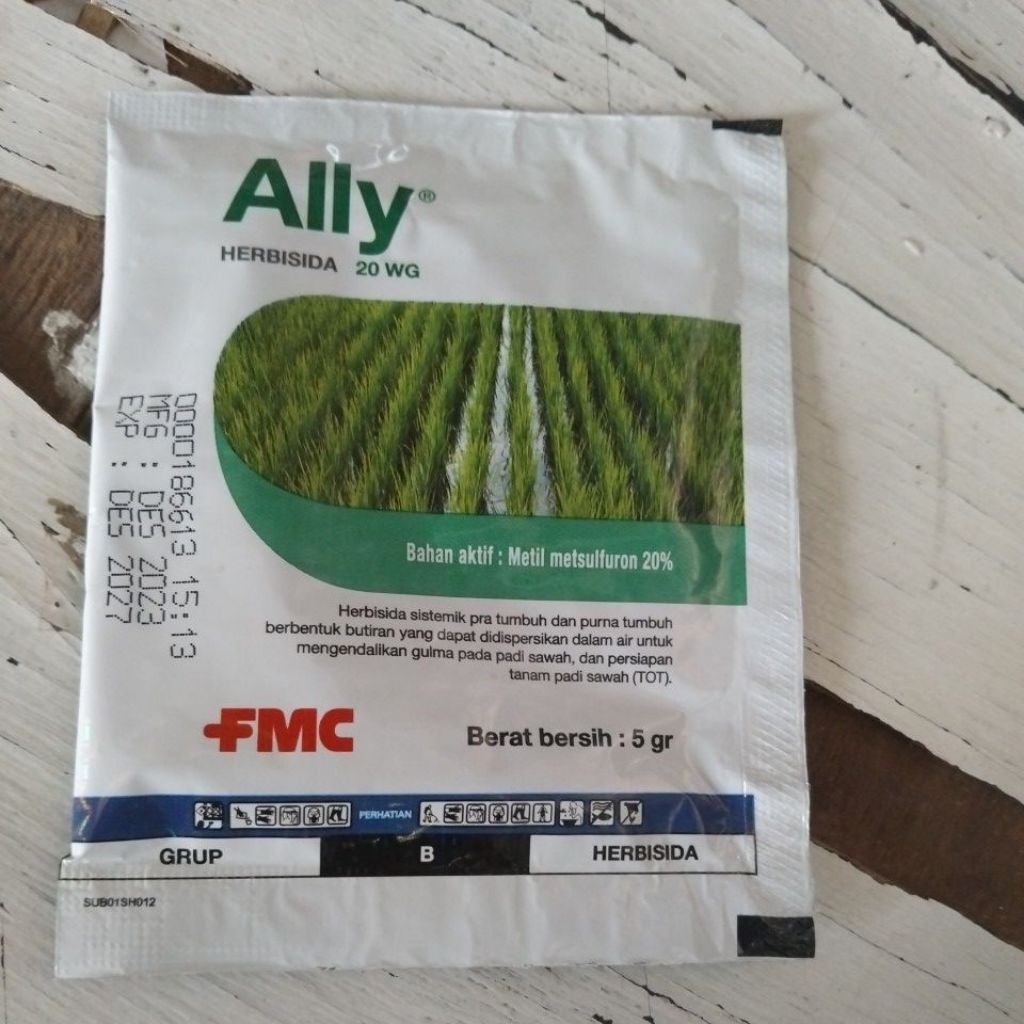 Ally®
HERBISIDA 20 WG
0000186613 15:13
MFG : DES 2023
EXP : DES 2027
Bahan aktif : Metil metsulfuron 20%
Herbisida sistemik pra tumbuh dan purna tumbuh
berbentuk butiran yang dapat didispersikan dalam air untuk
mengendalikan gulma pada padi sawah, dan persiapan
tanam padi sawah (TOT).
FMC
Berat bersih : 5 gr
PERHATIAN
GRUP B HERBISIDA
SUB01SH012